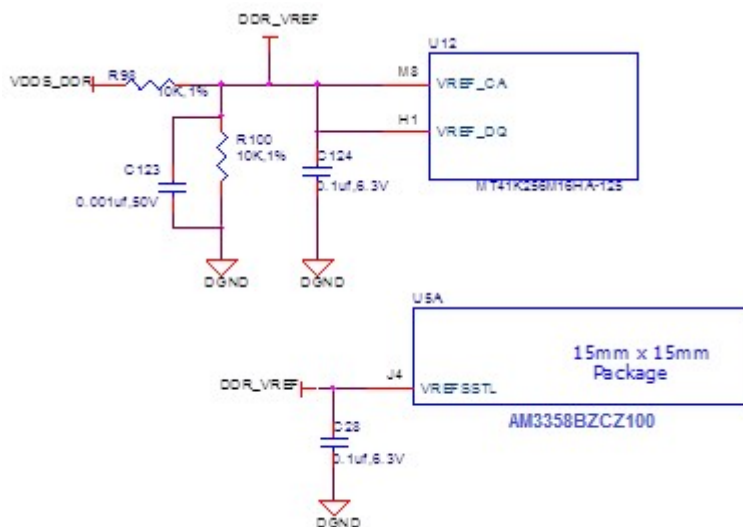 DDR_VREF
U12
VDDS_DDR
R98
10K,1%
M8
VREF_CA
H1
VREF_DQ
R100
10K,1%
C123
C124
0.001uf,50V
0.1uf,6.3V
MT41K256M16HA-125
DGND
DGND
U5A
15mm x 15mm
Package
DDR_VREF
J4
VREFSSTL
AM3358BZCZ100
C28
0.1uf,6.3V
DGND